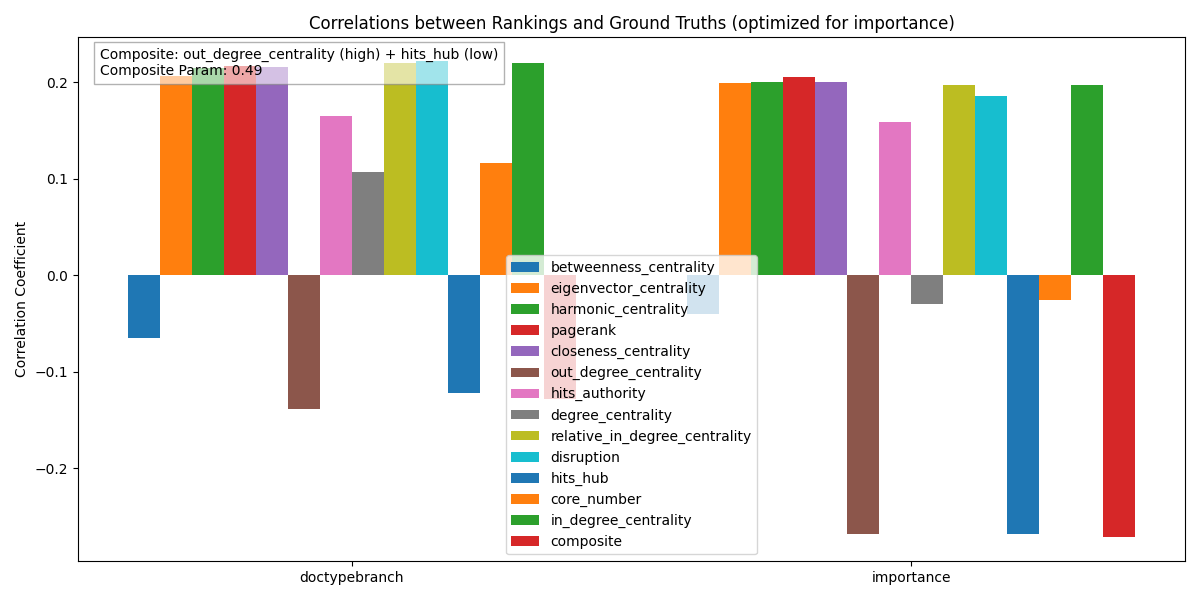 Correlations between Rankings and Ground Truths (optimized for importance)
Composite: out_degree_centrality (high) + hits_hub (low)
Composite Param: 0.49
Correlation Coefficient
0.2
0.1
0.0
−0.1
−0.2
betweenness_centrality
eigenvector_centrality
harmonic_centrality
pagerank
closeness_centrality
out_degree_centrality
hits_authority
degree_centrality
relative_in_degree_centrality
disruption
hits_hub
core_number
in_degree_centrality
composite
doctypebranch
importance